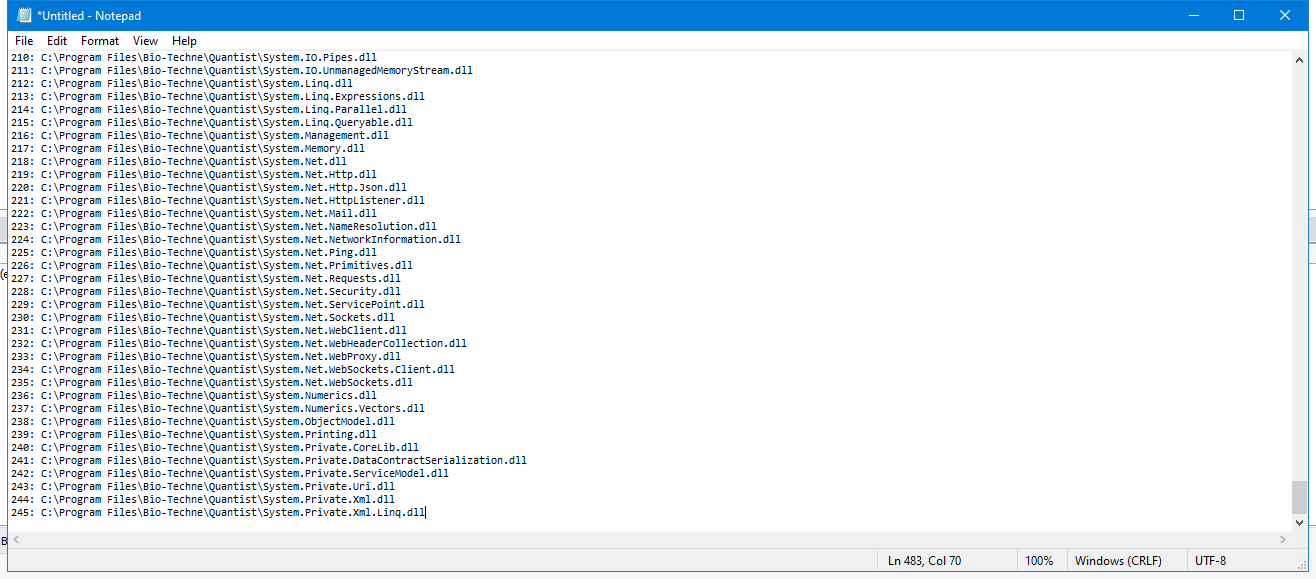 *Untitled - Notepad
File Edit Format View Help
210: C:\Program Files\Bio-Techne\Quantist\System.IO.Pipes.dll
211: C:\Program Files\Bio-Techne\Quantist\System.IO.UnmanagedMemoryStream.dll
212: C:\Program Files\Bio-Techne\Quantist\System.Linq.dll
213: C:\Program Files\Bio-Techne\Quantist\System.Linq.Expressions.dll
214: C:\Program Files\Bio-Techne\Quantist\System.Linq.Parallel.dll
215: C:\Program Files\Bio-Techne\Quantist\System.Linq.Queryable.dll
216: C:\Program Files\Bio-Techne\Quantist\System.Management.dll
217: C:\Program Files\Bio-Techne\Quantist\System.Memory.dll
218: C:\Program Files\Bio-Techne\Quantist\System.Net.dll
219: C:\Program Files\Bio-Techne\Quantist\System.Net.Http.dll
220: C:\Program Files\Bio-Techne\Quantist\System.Net.Http.Json.dll
221: C:\Program Files\Bio-Techne\Quantist\System.Net.HttpListener.dll
222: C:\Program Files\Bio-Techne\Quantist\System.Net.Mail.dll
223: C:\Program Files\Bio-Techne\Quantist\System.Net.NameResolution.dll
224: C:\Program Files\Bio-Techne\Quantist\System.Net.NetworkInformation.dll
225: C:\Program Files\Bio-Techne\Quantist\System.Net.Ping.dll
226: C:\Program Files\Bio-Techne\Quantist\System.Net.Primitives.dll
227: C:\Program Files\Bio-Techne\Quantist\System.Net.Requests.dll
228: C:\Program Files\Bio-Techne\Quantist\System.Net.Security.dll
229: C:\Program Files\Bio-Techne\Quantist\System.Net.ServicePoint.dll
230: C:\Program Files\Bio-Techne\Quantist\System.Net.Sockets.dll
231: C:\Program Files\Bio-Techne\Quantist\System.Net.WebClient.dll
232: C:\Program Files\Bio-Techne\Quantist\System.Net.WebHeaderCollection.dll
233: C:\Program Files\Bio-Techne\Quantist\System.Net.WebProxy.dll
234: C:\Program Files\Bio-Techne\Quantist\System.Net.WebSockets.Client.dll
235: C:\Program Files\Bio-Techne\Quantist\System.Net.WebSockets.dll
236: C:\Program Files\Bio-Techne\Quantist\System.Numerics.dll
237: C:\Program Files\Bio-Techne\Quantist\System.Numerics.Vectors.dll
238: C:\Program Files\Bio-Techne\Quantist\System.ObjectModel.dll
239: C:\Program Files\Bio-Techne\Quantist\System.Printing.dll
240: C:\Program Files\Bio-Techne\Quantist\System.Private.CoreLib.dll
241: C:\Program Files\Bio-Techne\Quantist\System.Private.DataContractSerialization.dll
242: C:\Program Files\Bio-Techne\Quantist\System.Private.ServiceModel.dll
243: C:\Program Files\Bio-Techne\Quantist\System.Private.Uri.dll
244: C:\Program Files\Bio-Techne\Quantist\System.Private.Xml.dll
245: C:\Program Files\Bio-Techne\Quantist\System.Private.Xml.Linq.dll
Ln 483, Col 70 100% Windows (CRLF) UTF-8